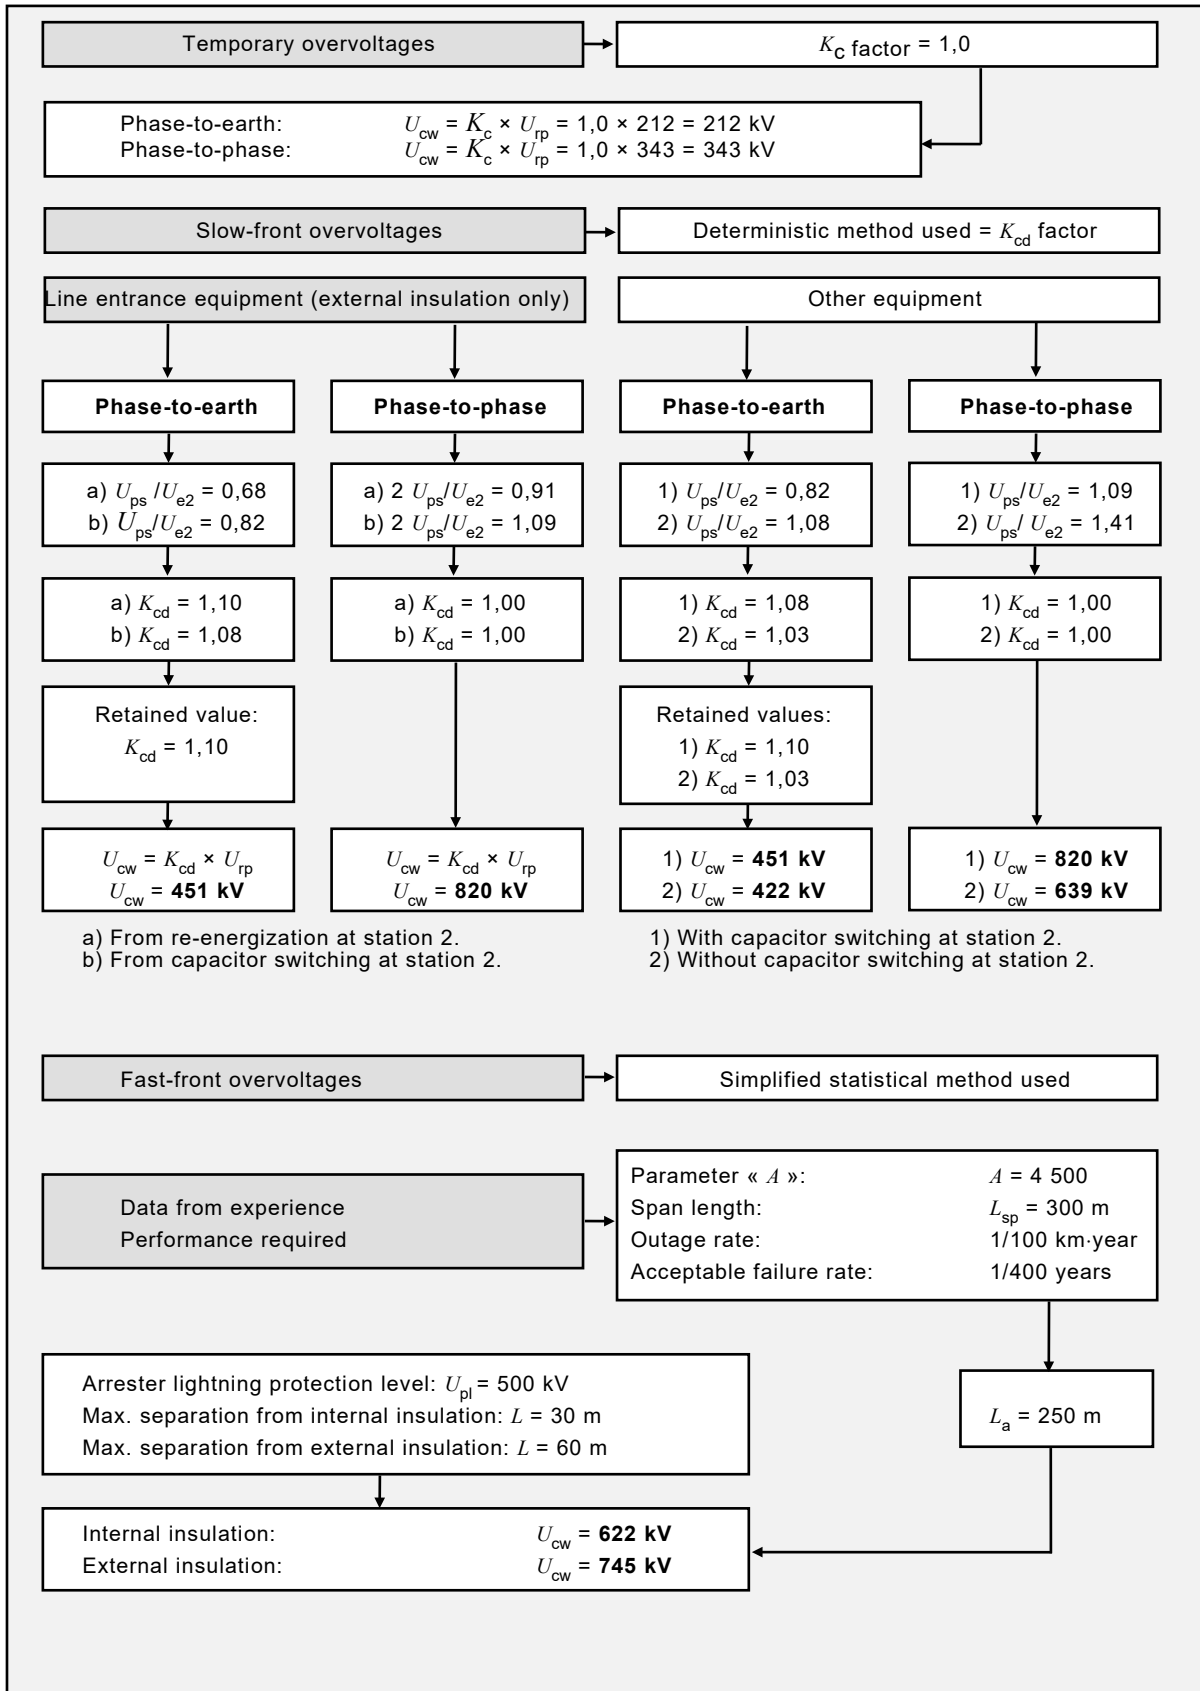 Temporary overvoltages
Kc factor = 1,0
Phase-to-earth: Ucw = Kc × Urp = 1,0 × 212 = 212 kV
Phase-to-phase: Ucw = Kc × Urp = 1,0 × 343 = 343 kV
Slow-front overvoltages
Deterministic method used = Kcd factor
Line entrance equipment (external insulation only)
Other equipment
Phase-to-earth
Phase-to-phase
Phase-to-earth
Phase-to-phase
a) Ups /Ue2 = 0,68
b) Ups/Ue2 = 0,82
a) 2 Ups/Ue2 = 0,91
b) 2 Ups/Ue2 = 1,09
1) Ups/Ue2 = 0,82
2) Ups/Ue2 = 1,08
1) Ups/Ue2 = 1,09
2) Ups/ Ue2 = 1,41
a) Kcd = 1,10
b) Kcd = 1,08
a) Kcd = 1,00
b) Kcd = 1,00
1) Kcd = 1,08
2) Kcd = 1,03
1) Kcd = 1,00
2) Kcd = 1,00
Retained value:
Kcd = 1,10
Retained values:
1) Kcd = 1,10
2) Kcd = 1,03
Ucw = Kcd × Urp
Ucw = 451 kV
Ucw = Kcd × Urp
Ucw = 820 kV
1) Ucw = 451 kV
2) Ucw = 422 kV
1) Ucw = 820 kV
2) Ucw = 639 kV
a) From re-energization at station 2.
b) From capacitor switching at station 2.
1) With capacitor switching at station 2.
2) Without capacitor switching at station 2.
Fast-front overvoltages
Simplified statistical method used
Data from experience
Performance required
Parameter « A »: A = 4 500
Span length: Lsp = 300 m
Outage rate: 1/100 km·year
Acceptable failure rate: 1/400 years
Arrester lightning protection level: Upl = 500 kV
Max. separation from internal insulation: L = 30 m
Max. separation from external insulation: L = 60 m
La = 250 m
Internal insulation: Ucw = 622 kV
External insulation: Ucw = 745 kV